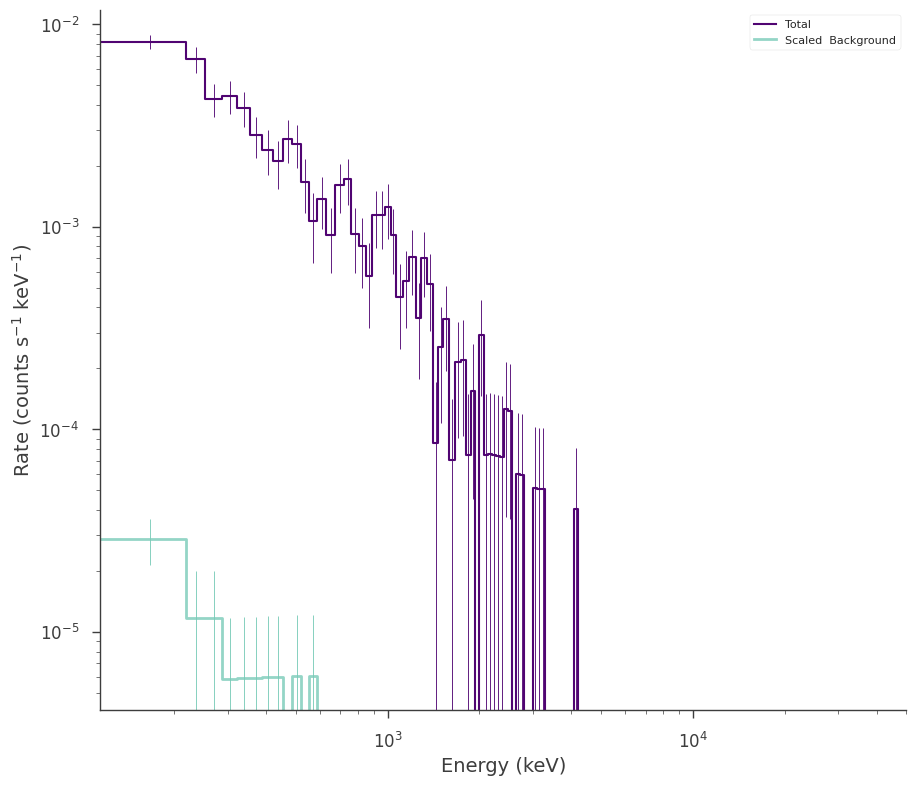 Total
Scaled  Background
10⁻²
10⁻³
10⁻⁴
10⁻⁵
Rate (counts s⁻¹ keV⁻¹)
10³
10⁴
Energy (keV)